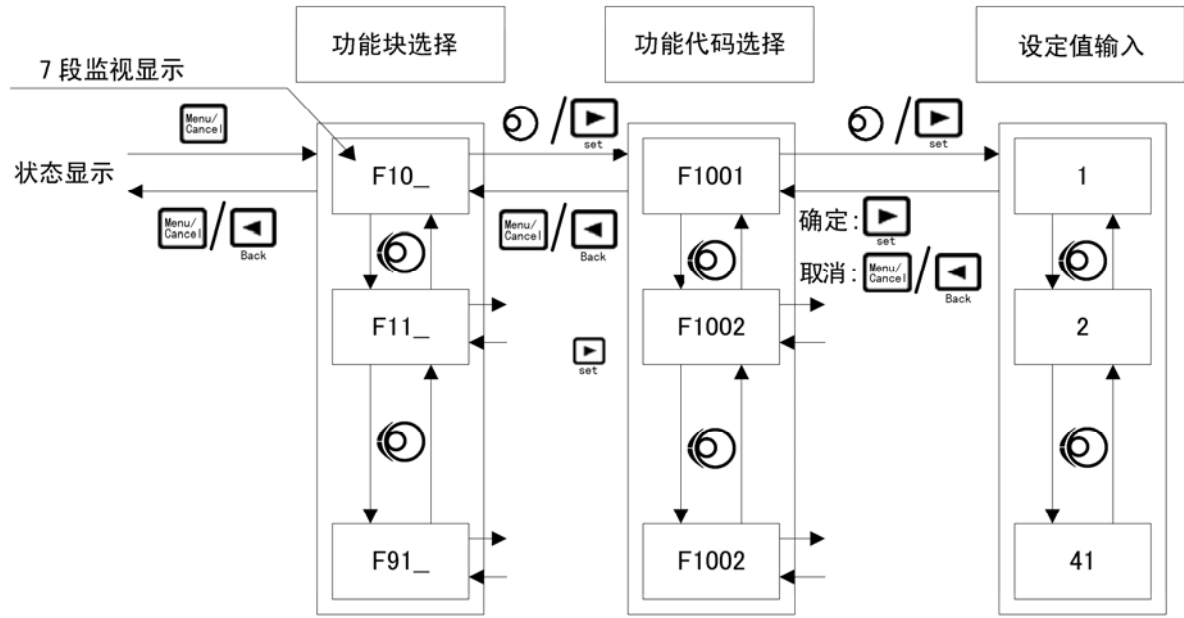 功能块选择
功能代码选择
设定值输入
7段监视显示
Menu/
Cancel
set
set
状态显示
F10_
F1001
1
Menu/
Cancel
Back
Menu/
Cancel
Back
确定:
set
取消:
Menu/
Cancel
Back
F11_
F1002
2
set
F91_
F1002
41